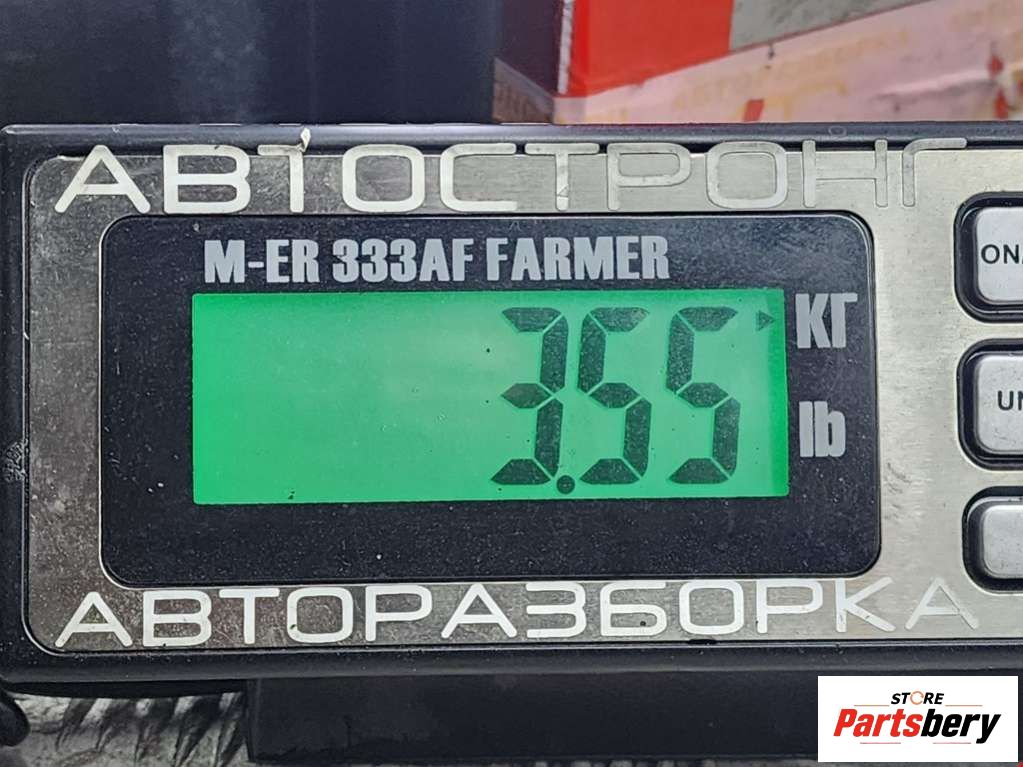 АВТОСТРОНГ
M-ER 333AF FARMER
3.55
КГ
lb
ON/
UN
АВТОРАЗБОРКА
STORE
Partsbery